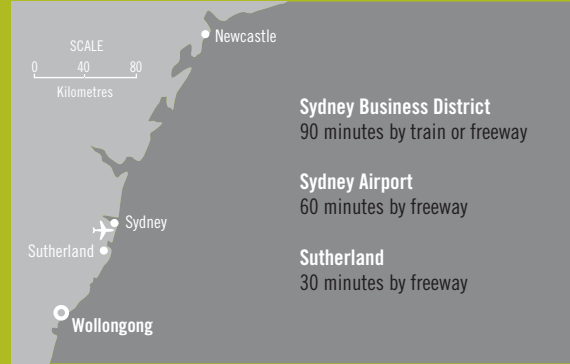 Newcastle
SCALE
0 40 80
Kilometres
Sydney Business District
90 minutes by train or freeway
Sydney Airport
60 minutes by freeway
Sydney
Sutherland
Sutherland
30 minutes by freeway
Wollongong